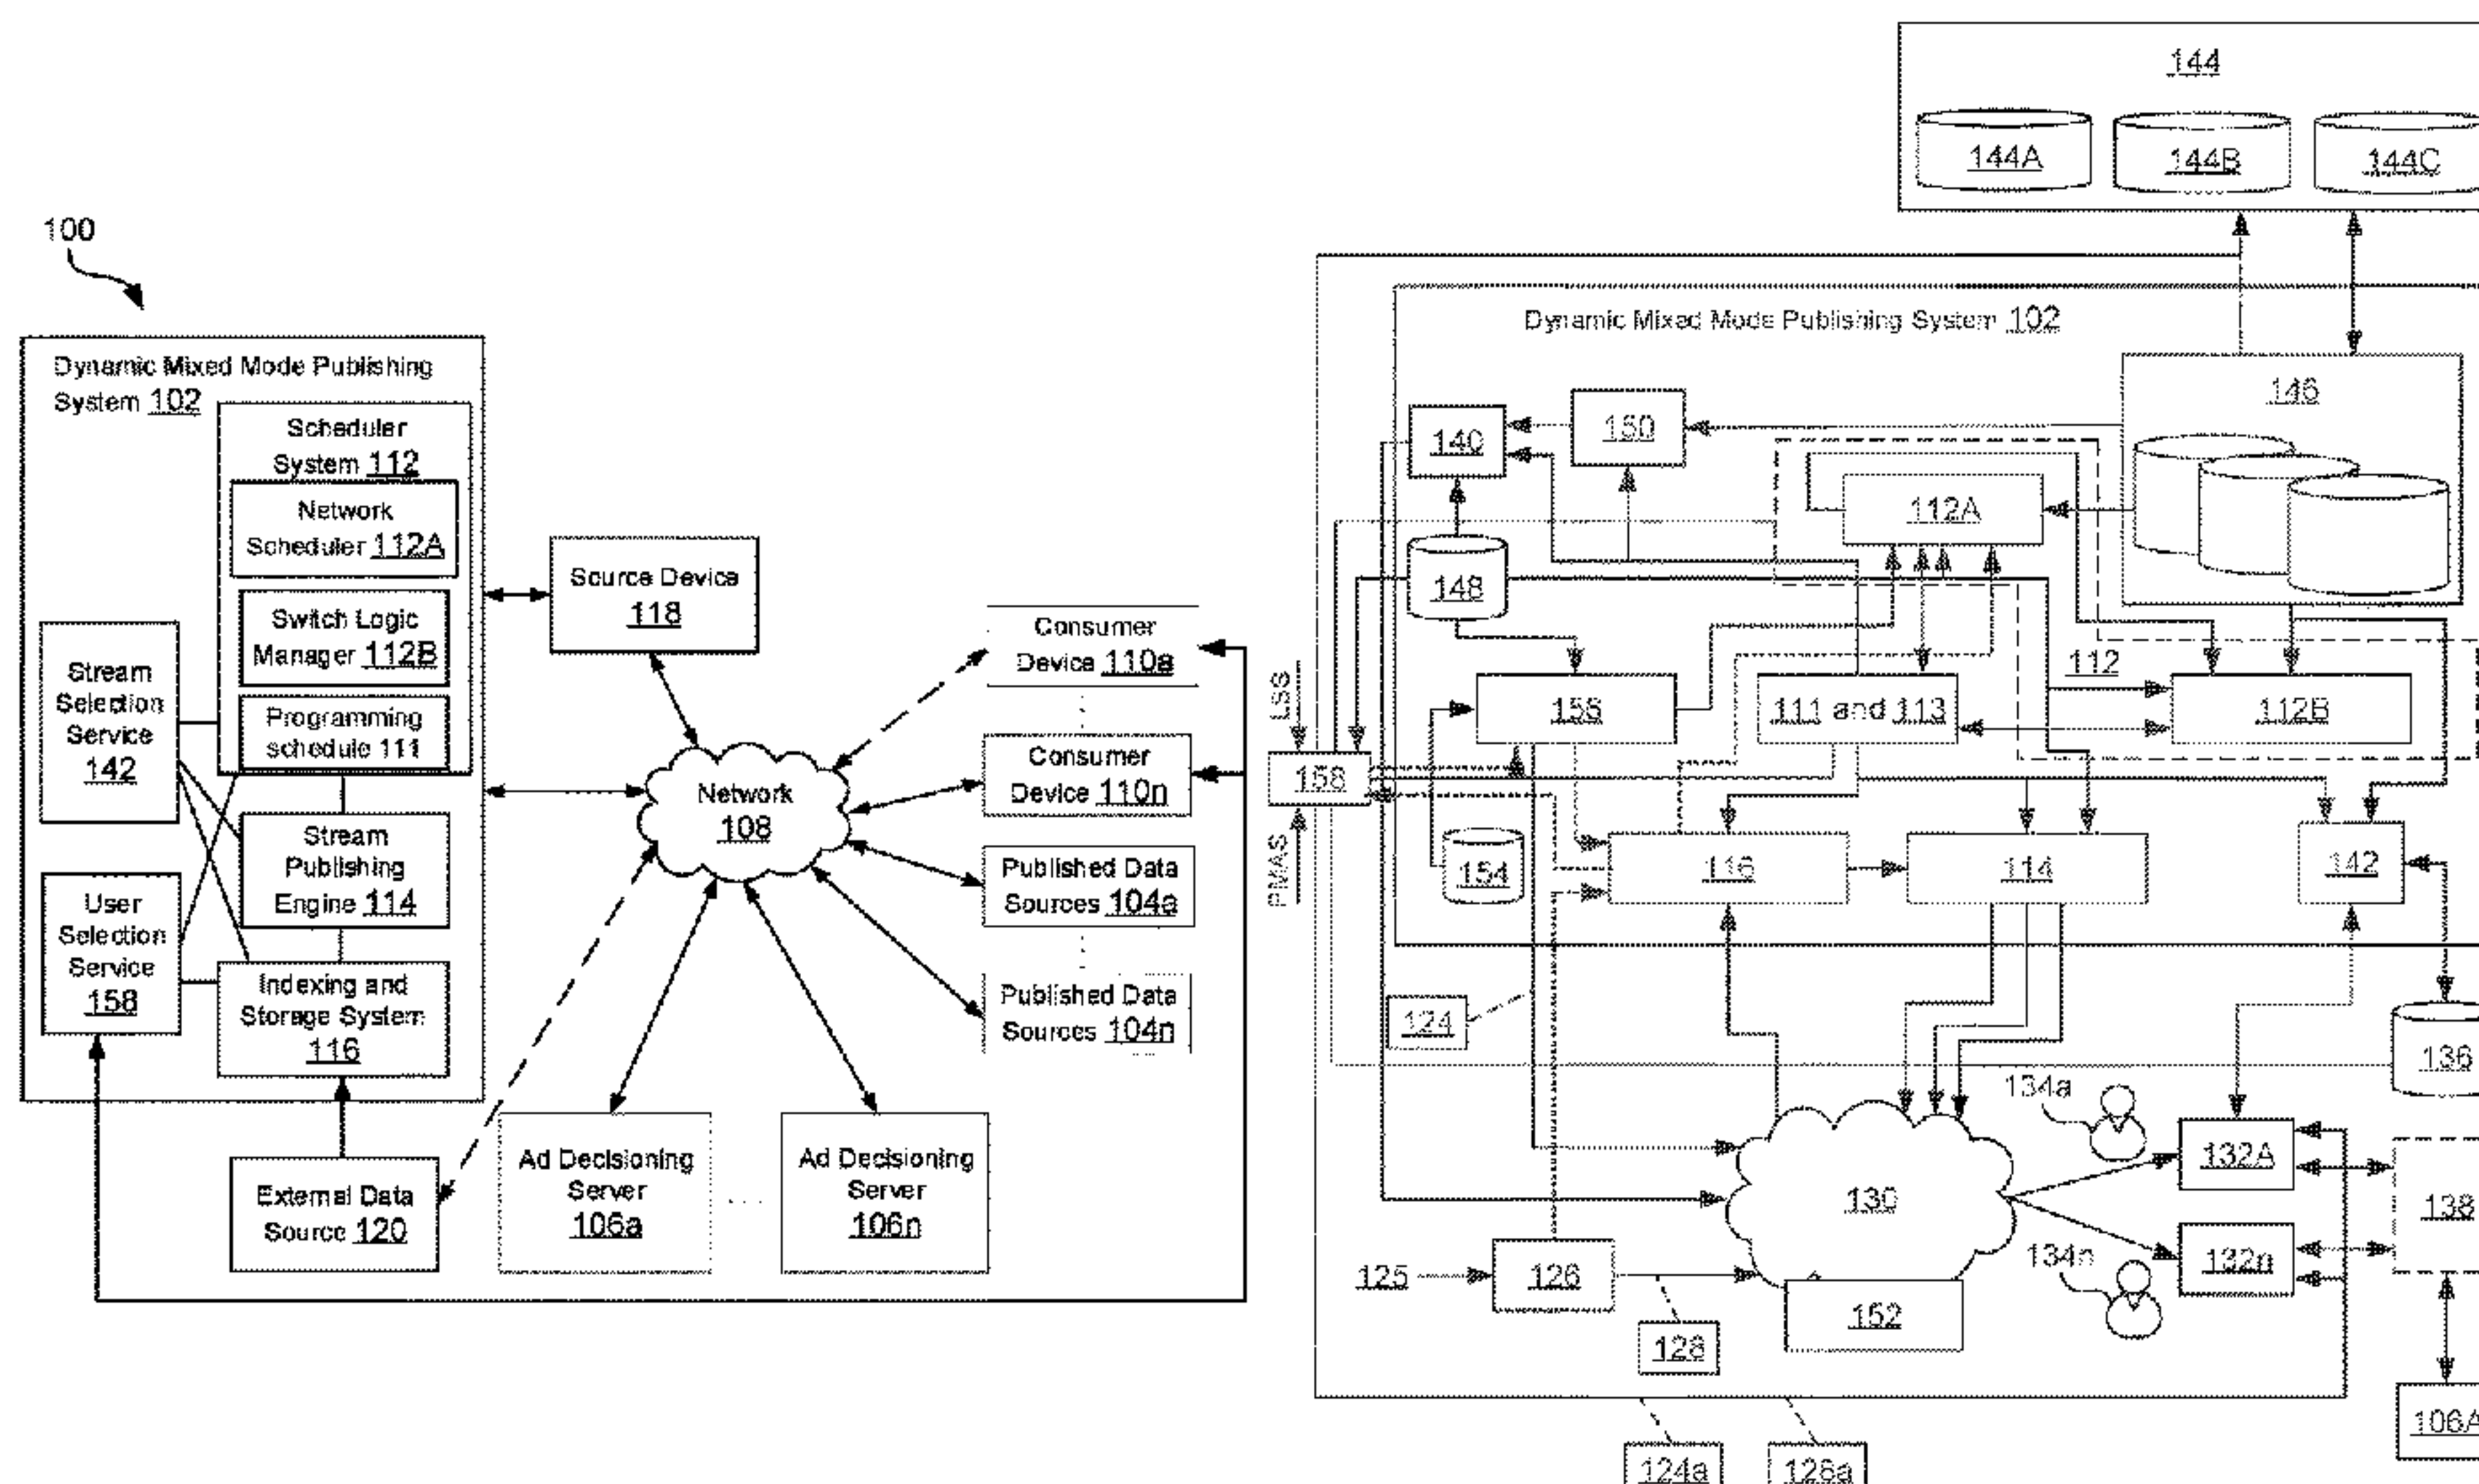 100
Dynamic Mixed Mode Publishing
System 102
Scheduler
System 112
Network
Scheduler 112A
Switch Logic
Manager 112B
Programming
schedule 111
Stream
Selection
Service
142
Stream
Publishing
Engine 114
User
Selection
Service
158
Indexing and
Storage System
116
External Data
Source 120
Source Device
118
Network
108
Consumer
Device 110a
Consumer
Device 110n
Published Data
Sources 104a
Published Data
Sources 104n
Ad Decisioning
Server
106a
Ad Decisioning
Server
106n
144
144A
144B
144C
Dynamic Mixed Mode Publishing System 102
146
140
150
112A
148
112
111 and 113
112B
LSS
158
PMAS
154
116
114
142
124
136
134a
132A
130
138
134n
132n
125
126
152
128
106A
124a